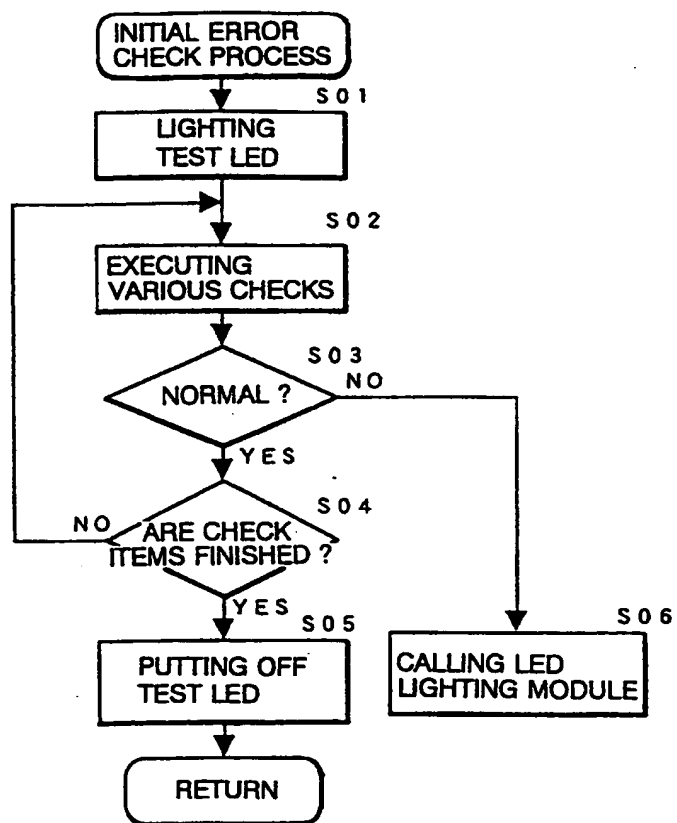 INITIAL ERROR
CHECK PROCESS
S01
LIGHTING
TEST LED
S02
EXECUTING
VARIOUS CHECKS
S03
NORMAL ?
NO
YES
S04
NO
ARE CHECK
ITEMS FINISHED ?
YES
S05
PUTTING OFF
TEST LED
S06
CALLING LED
LIGHTING MODULE
RETURN